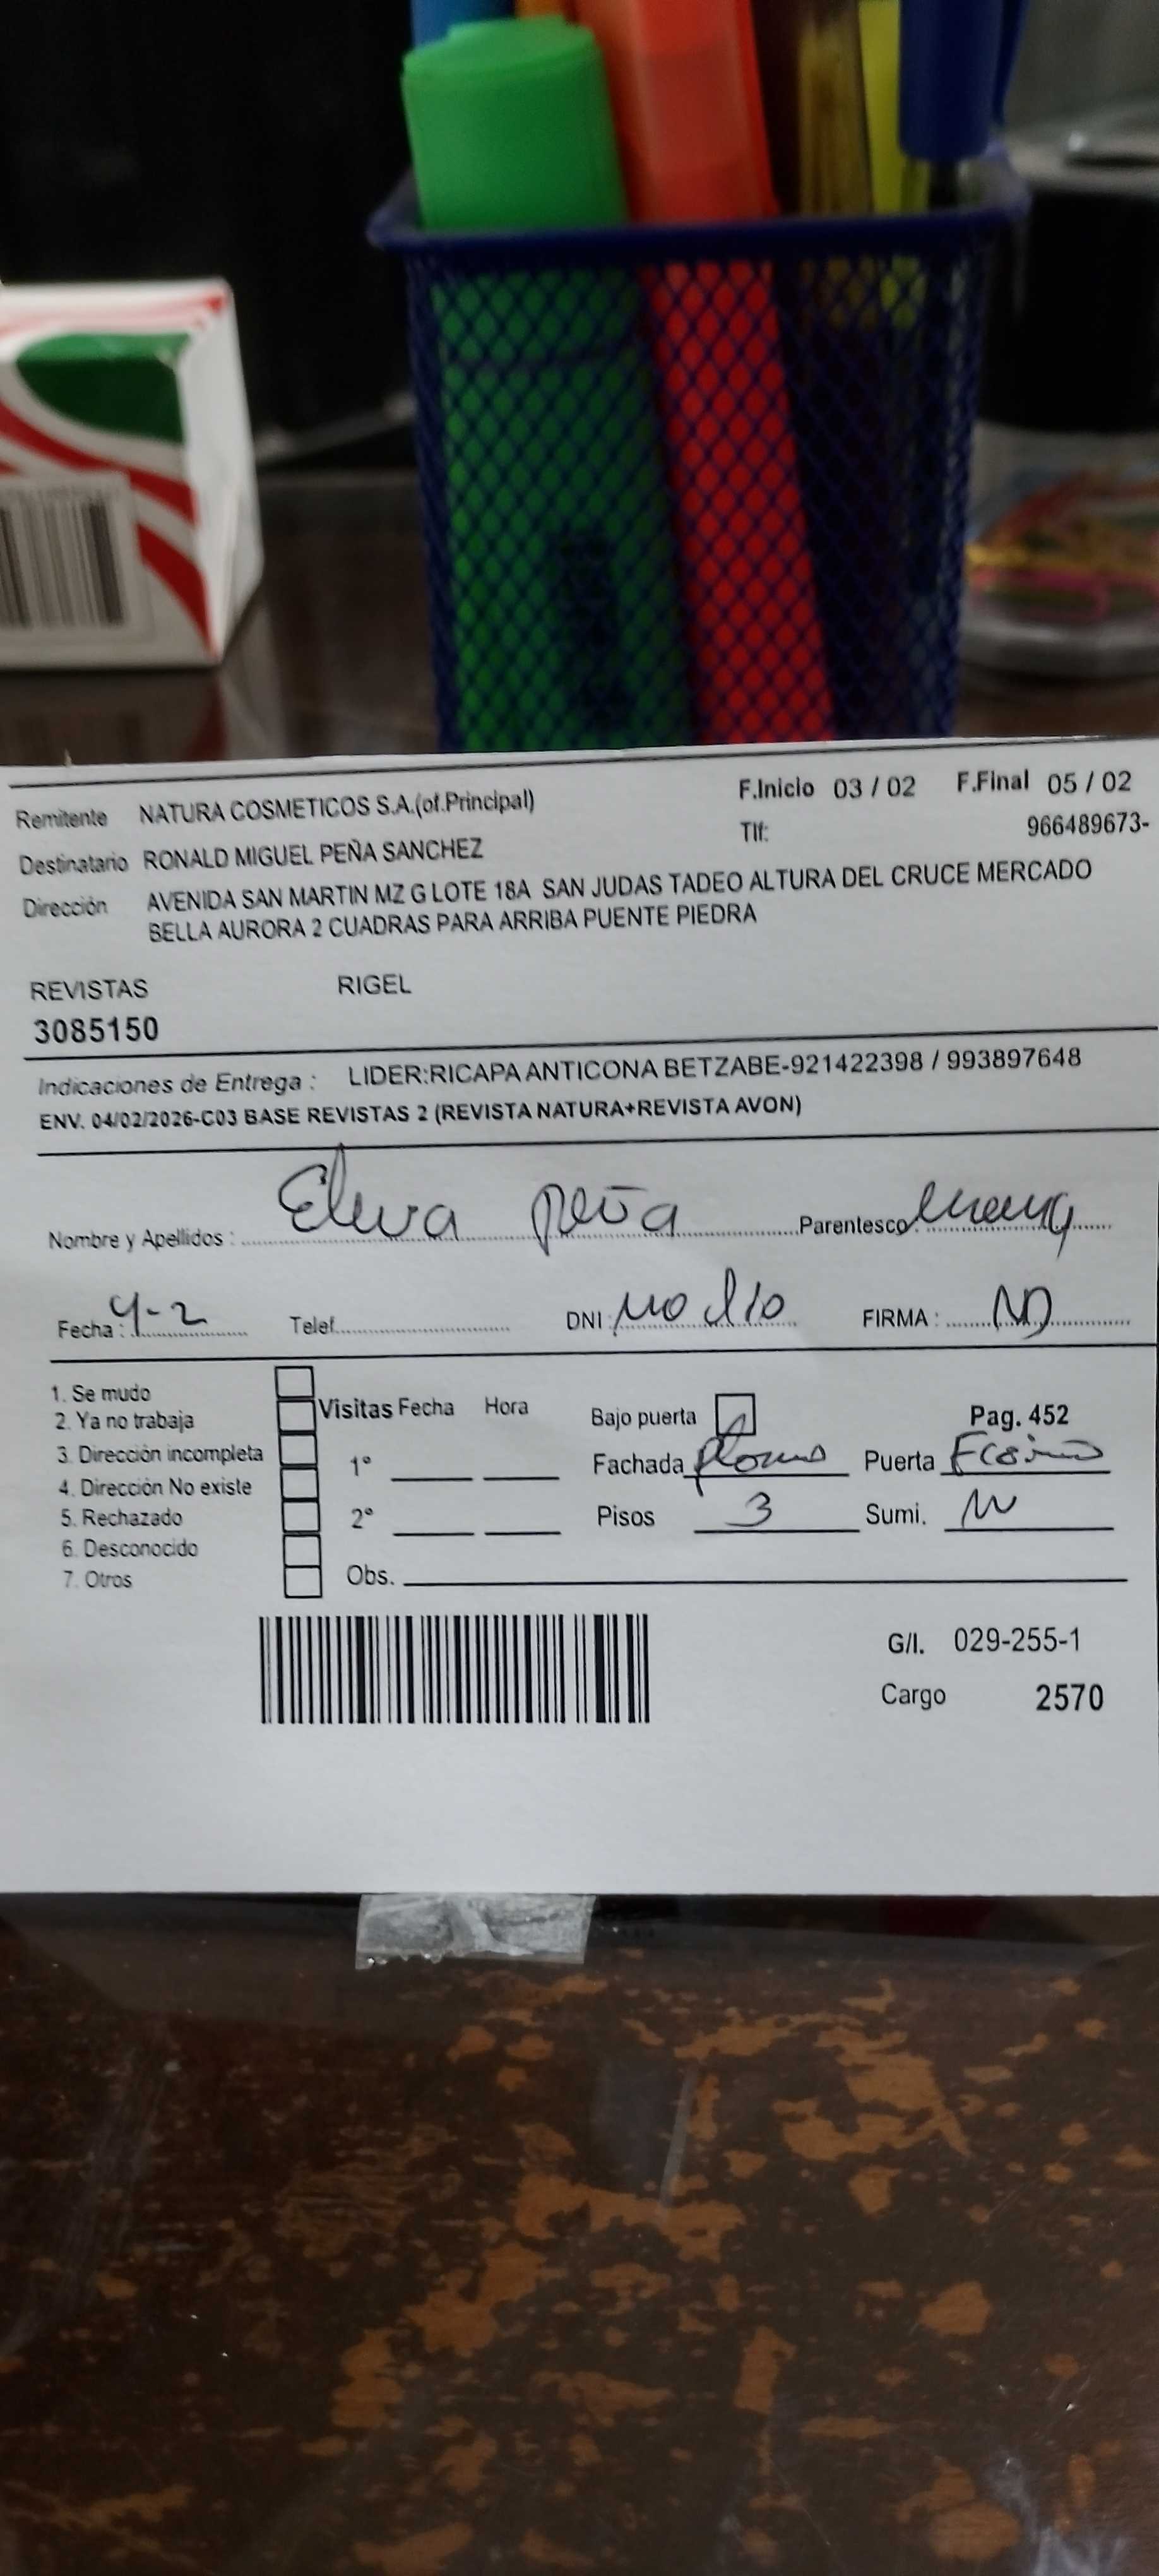 F.Inicio 03 / 02 F.Final 05 / 02
Remitente NATURA COSMETICOS S.A.(of.Principal)
Tlf: 966489673-
Destinatario RONALD MIGUEL PEÑA SANCHEZ
Dirección AVENIDA SAN MARTIN MZ G LOTE 18A SAN JUDAS TADEO ALTURA DEL CRUCE MERCADO
BELLA AURORA 2 CUADRAS PARA ARRIBA PUENTE PIEDRA
REVISTAS RIGEL
3085150
Indicaciones de Entrega : LIDER:RICAPA ANTICONA BETZABE-921422398 / 993897648
ENV. 04/02/2026-C03 BASE REVISTAS 2 (REVISTA NATURA+REVISTA AVON)
Nombre y Apellidos : Peña Parentesco
Fecha : 4-2 Telef. DNI : no dio FIRMA :
1. Se mudo
2. Ya no trabaja
3. Dirección incompleta
4. Dirección No existe
5. Rechazado
6. Desconocido
7. Otros
Visitas Fecha Hora
1º
2º
Obs.
Bajo puerta Pag. 452
Fachada Plomo Puerta
Pisos 3 Sumi.
G/I. 029-255-1
Cargo 2570